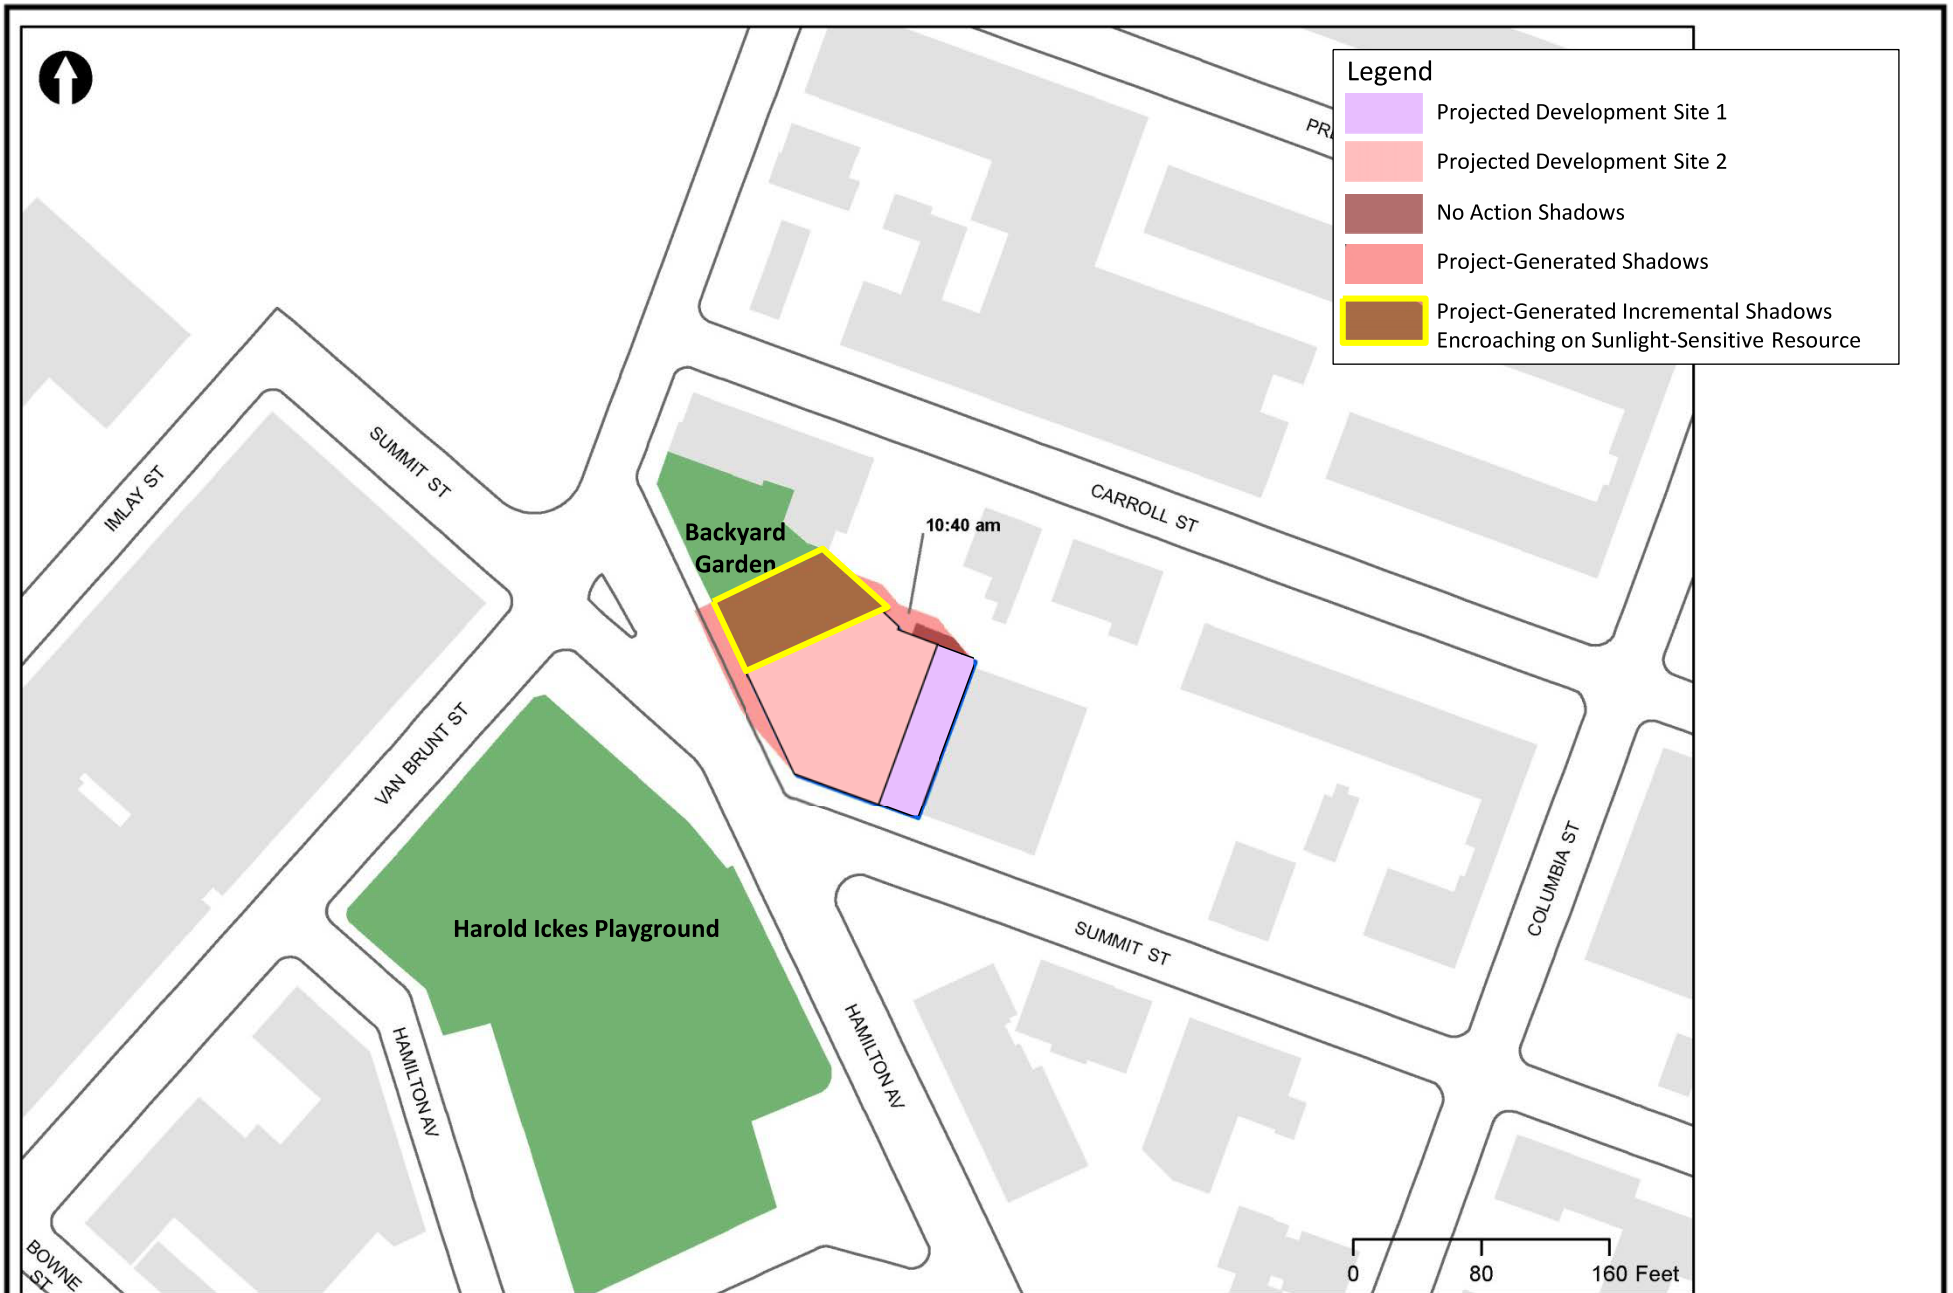 Legend
Projected Development Site 1
Projected Development Site 2
No Action Shadows
Project-Generated Shadows
Project-Generated Incremental Shadows
Encroaching on Sunlight-Sensitive Resource
SUMMIT ST
IMLAY ST
CARROLL ST
10:40 am
Backyard
Garden
VAN BRUNT ST
Harold Ickes Playground
COLUMBIA ST
SUMMIT ST
HAMILTON AV
HAMILTON AV
BOWNE
ST
0 80 160 Feet